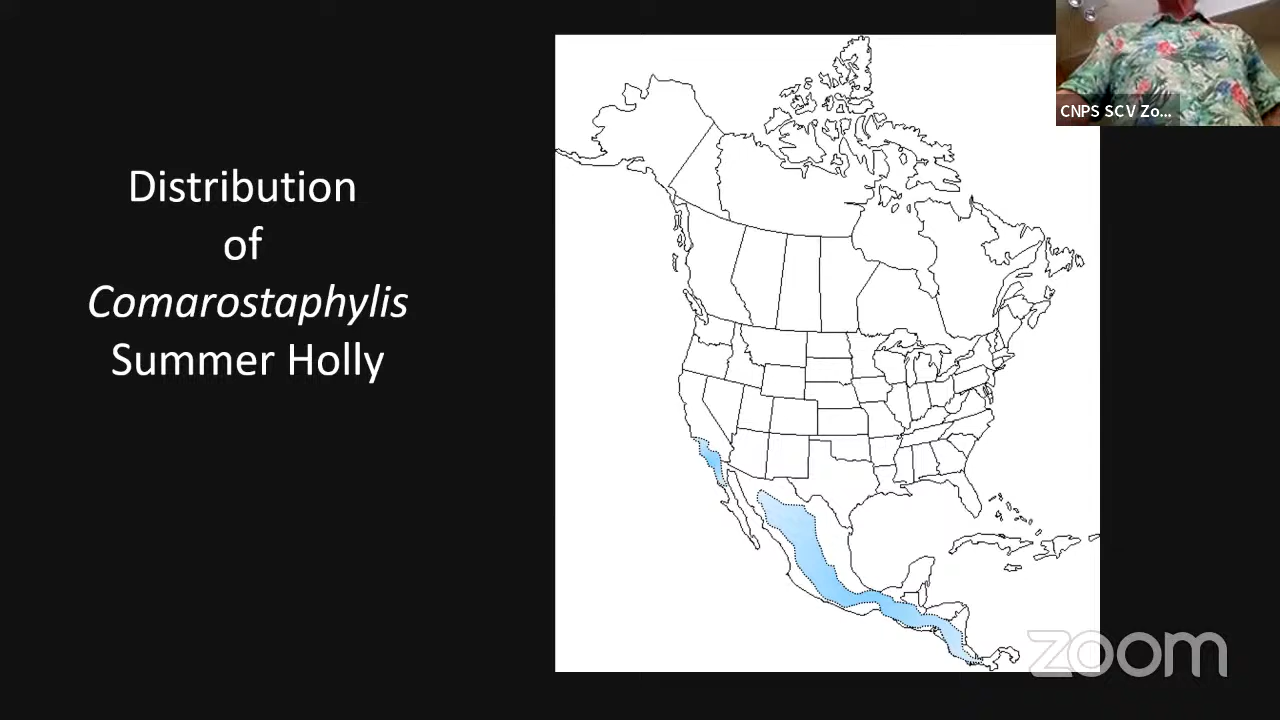 Distribution
of
Comarostaphylis
Summer Holly
CNPS SCV Zo...
zoom